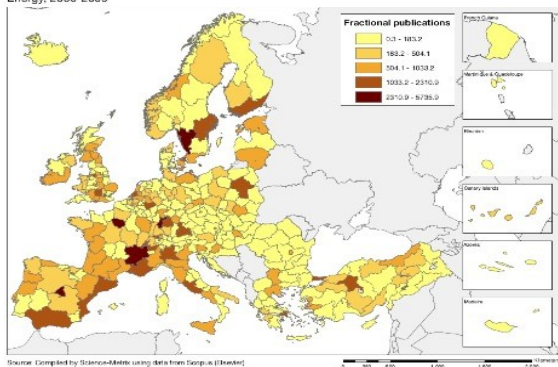 Energy, 2000-2009
Fractional publications
0.3 - 183.2
183.2 - 504.1
504.1 - 1033.2
1033.2 - 2310.9
2310.9 - 5735.9
French Guiana
Martinique & Guadeloupe
Réunion
Canary Islands
Azores
Madeira
Kilometers
Source: Compiled by Science-Metrix using data from Scopus (Elsevier)